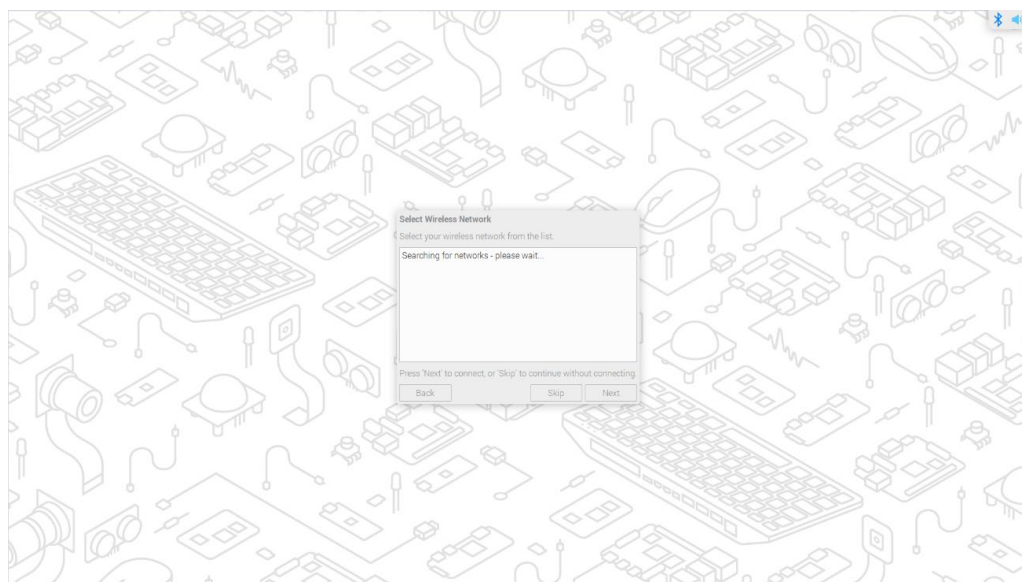 Select Wireless Network
Select your wireless network from the list.
Searching for networks - please wait...
Press 'Next' to connect, or 'Skip' to continue without connecting.
Back Skip Next